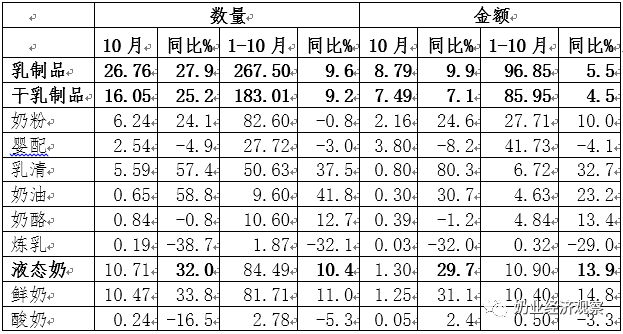 数量 金额
10 月 同比% 1-10 月 同比% 10 月 同比% 1-10 月 同比%
乳制品 26.76 27.9 267.50 9.6 8.79 9.9 96.85 5.5
干乳制品 16.05 25.2 183.01 9.2 7.49 7.1 85.95 4.5
奶粉 6.24 24.1 82.60 -0.8 2.16 24.6 27.71 10.0
婴配 2.54 -4.9 27.72 -3.0 3.80 -8.2 41.73 -4.1
乳清 5.59 57.4 50.63 37.5 0.80 80.3 6.72 32.7
奶油 0.65 58.8 9.60 41.8 0.30 30.7 4.63 23.2
奶酪 0.84 -0.8 10.60 12.7 0.39 -1.2 4.84 13.4
炼乳 0.19 -38.7 1.87 -32.1 0.03 -32.0 0.32 -29.0
液态奶 10.71 32.0 84.49 10.4 1.30 29.7 10.90 13.9
鲜奶 10.47 33.8 81.71 11.0 1.25 31.1 10.40 14.8
酸奶 0.24 -16.5 2.78 -5.3 0.05 2.4 0.50 -3.3
奶业经济观察